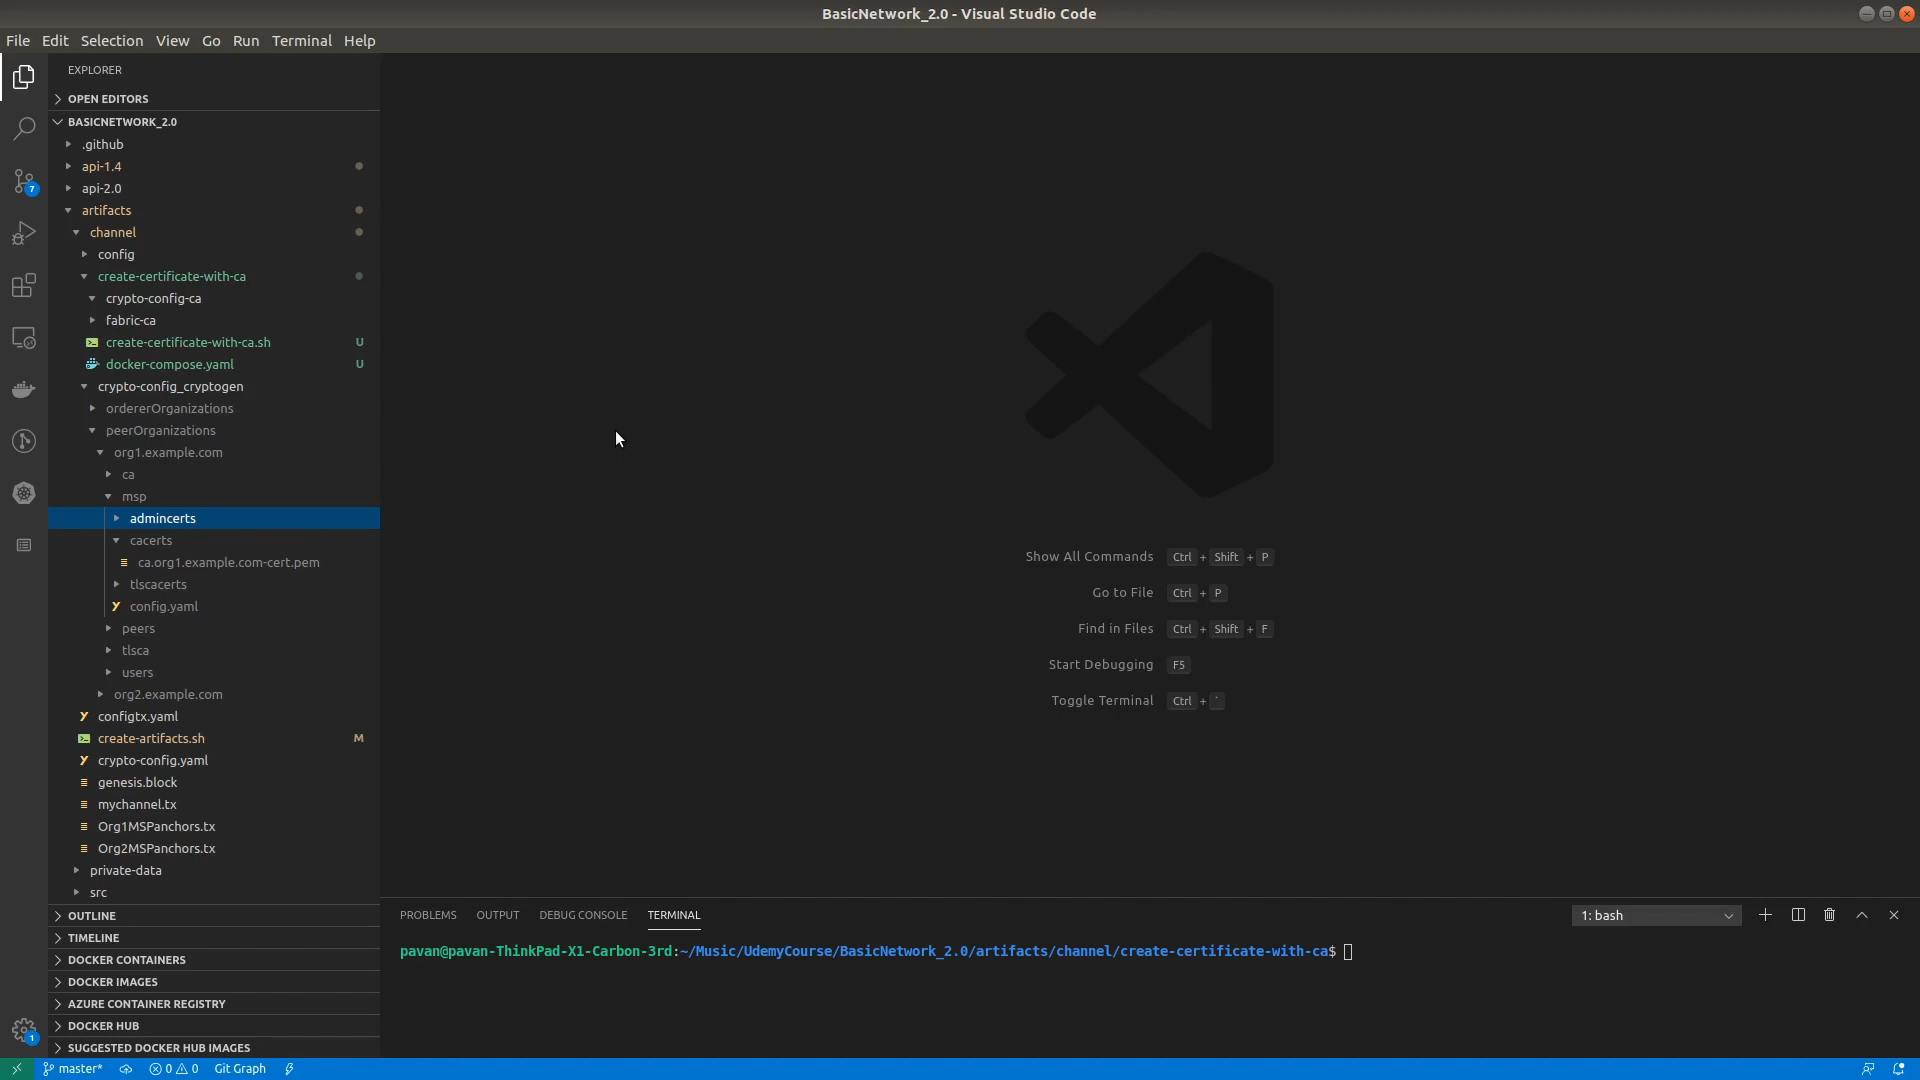 BasicNetwork_2.0 - Visual Studio Code
File Edit Selection View Go Run Terminal Help
EXPLORER
OPEN EDITORS
BASICNETWORK_2.0
.github
api-1.4
api-2.0
artifacts
channel
config
create-certificate-with-ca
crypto-config-ca
fabric-ca
create-certificate-with-ca.sh U
docker-compose.yaml U
crypto-config_cryptogen
ordererOrganizations
peerOrganizations
org1.example.com
ca
msp
admincerts
cacerts
ca.org1.example.com-cert.pem
tlscacerts
config.yaml
peers
tlsca
users
org2.example.com
configtx.yaml
create-artifacts.sh M
crypto-config.yaml
genesis.block
mychannel.tx
Org1MSPanchors.tx
Org2MSPanchors.tx
private-data
src
OUTLINE
TIMELINE
DOCKER CONTAINERS
DOCKER IMAGES
AZURE CONTAINER REGISTRY
DOCKER HUB
SUGGESTED DOCKER HUB IMAGES
7
1
Show All Commands Ctrl + Shift + P
Go to File Ctrl + P
Find in Files Ctrl + Shift + F
Start Debugging F5
Toggle Terminal Ctrl + `
PROBLEMS OUTPUT DEBUG CONSOLE TERMINAL 1: bash
pavan@pavan-ThinkPad-X1-Carbon-3rd:~/Music/UdemyCourse/BasicNetwork_2.0/artifacts/channel/create-certificate-with-ca$
master* 0 0 Git Graph